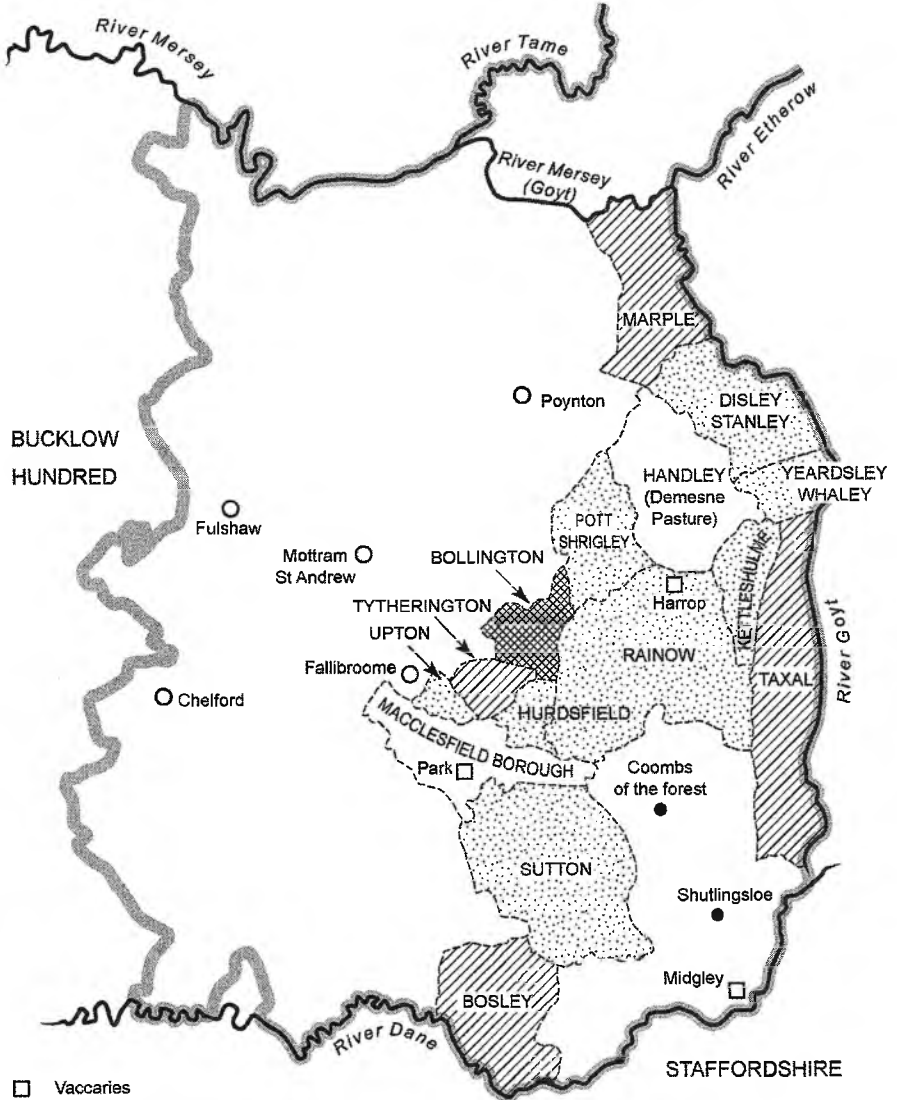 River Mersey
River Tame
River Etherow
River Mersey
(Goyt)
MARPLE
Poynton
DISLEY
STANLEY
BUCKLOW
HUNDRED
HANDLEY
(Demesne
Pasture)
YEARDSLEY
WHALEY
Fulshaw
POTT
SHRIGLEY
Mottram
St Andrew
BOLLINGTON
KETTLESHULME
Harrop
TYTHERINGTON
UPTON
RAINOW
River Goyt
Fallibroome
TAXAL
Chelford
HURDSFIELD
MACCLESFIELD BOROUGH
Park
Coombs
of the forest
SUTTON
Shutlingsloe
Midgley
BOSLEY
River Dane
STAFFORDSHIRE
Vaccaries